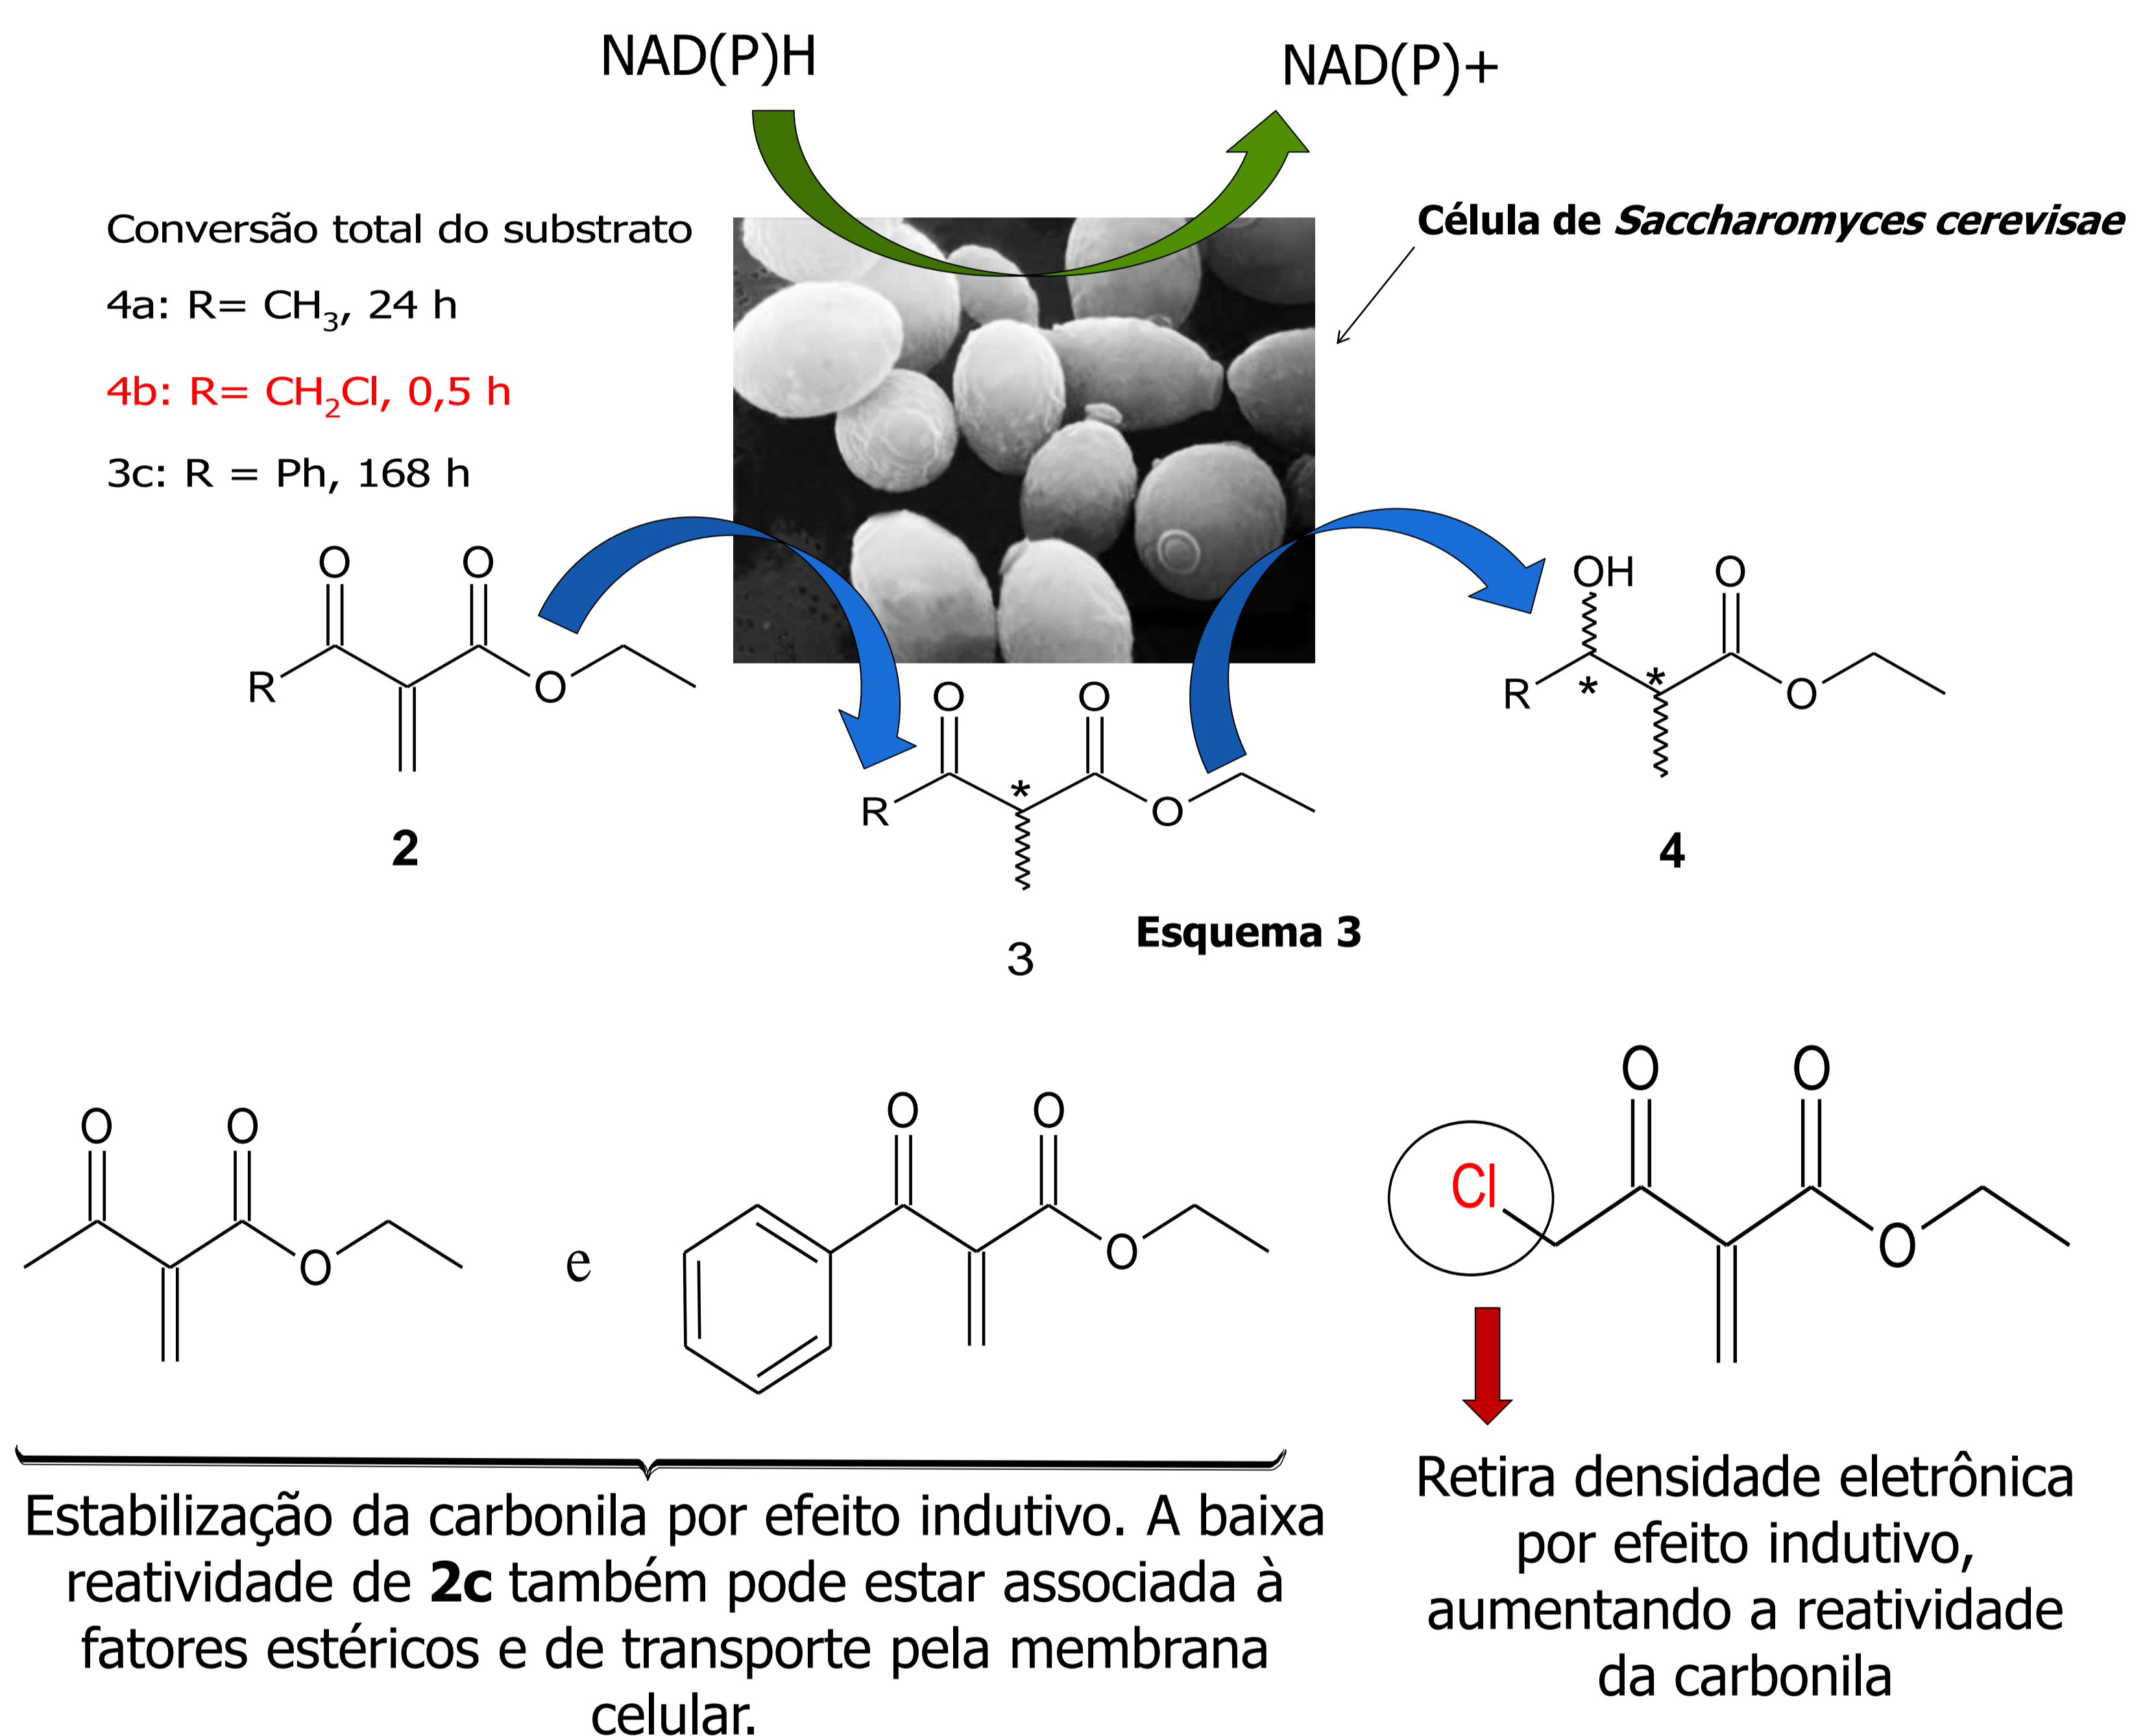 NAD(P)H
NAD(P)+
Conversão total do substrato
Célula de Saccharomyces cerevisae
4a: R= CH3, 24 h
4b: R= CH2Cl, 0,5 h
3c: R = Ph, 168 h
O O
R O
2
O O
R * O
3
OH O
R * * O
4
Esquema 3
O O
O
e
O O
O
O O
Cl
O
Estabilização da carbonila por efeito indutivo. A baixa
reatividade de 2c também pode estar associada à
fatores estéricos e de transporte pela membrana
celular.
Retira densidade eletrônica
por efeito indutivo,
aumentando a reatividade
da carbonila